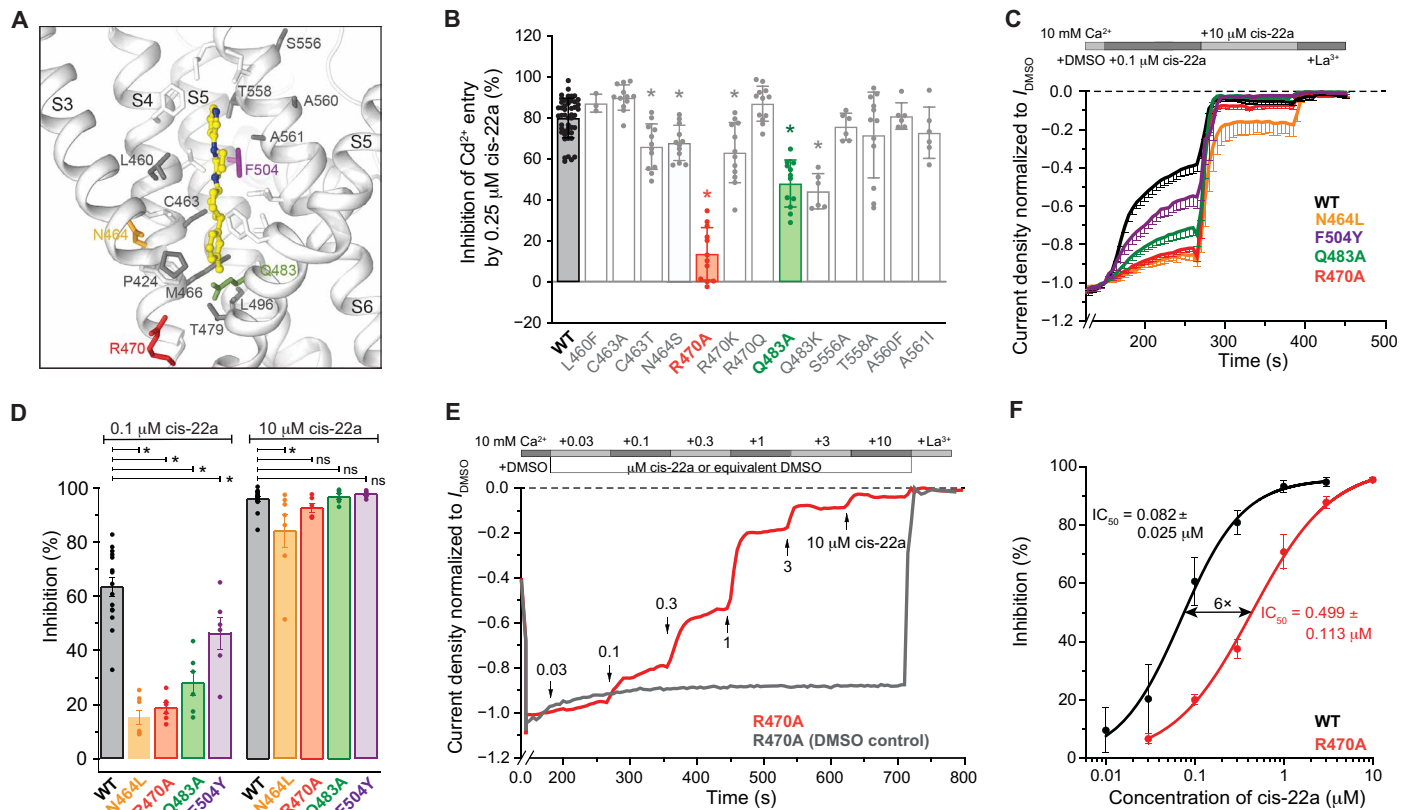 A
S556
S3
S4
S5
T558
A560
A561
S5
L460
F504
C463
N464
P424
Q483
M466
L496
S6
T479
R470
B
Inhibition of Cd²⁺ entry
by 0.25 μM cis-22a (%)
120
100
80
60
40
20
0
−20
* * * * * *
*
WT
L460F
C463A
C463T
N464S
R470A
R470K
R470Q
Q483A
Q483K
S556A
T558A
A560F
A561I
C
10 mM Ca²⁺
+10 μM cis-22a
+DMSO
+0.1 μM cis-22a
+La³⁺
Current density normalized to I_DMSO
0.0
−0.2
−0.4
−0.6
−0.8
−1.0
−1.2
WT
N464L
F504Y
Q483A
R470A
200
300
400
500
Time (s)
D
0.1 μM cis-22a
10 μM cis-22a
*
*
*
*
*
ns
ns
ns
Inhibition (%)
100
80
60
40
20
0
WT
N464L
R470A
Q483A
F504Y
WT
N464L
R470A
Q483A
F504Y
E
10 mM Ca²⁺
+0.03
+0.1
+0.3
+1
+3
+10
+La³⁺
+DMSO
μM cis-22a or equivalent DMSO
Current density normalized to I_DMSO
0.0
−0.4
−0.6
−0.8
−1.0
−1.2
0.03
0.1
0.3
1
3
10 μM cis-22a
R470A
R470A (DMSO control)
0.0
200
300
400
500
600
700
800
Time (s)
F
Inhibition (%)
100
80
60
40
20
0
IC₅₀ = 0.082 ±
0.025 μM
6×
IC₅₀ = 0.499 ±
0.113 μM
WT
R470A
0.01
0.1
1
10
Concentration of cis-22a (μM)